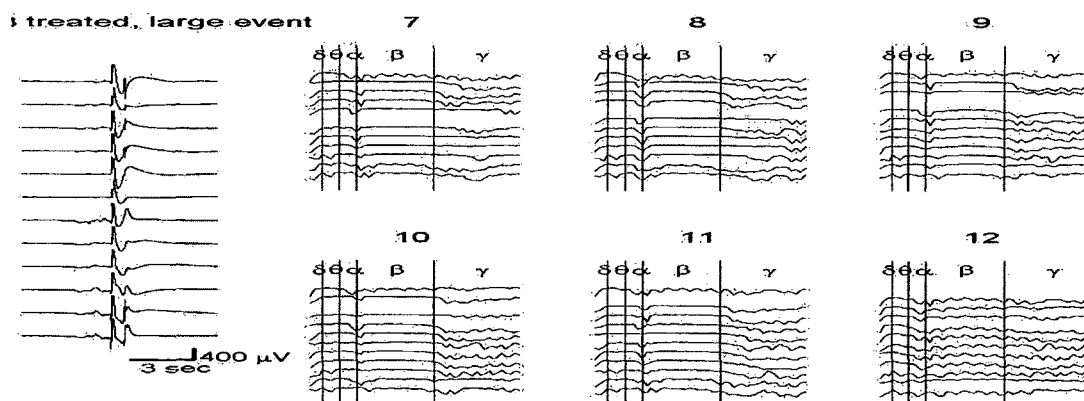 treated, large event
7
8
9
δ θ α β γ
δ θ α β γ
δ θ α β γ
10
11
12
δ θ α β γ
δ θ α β γ
δ θ α β γ
400 µV
3 sec